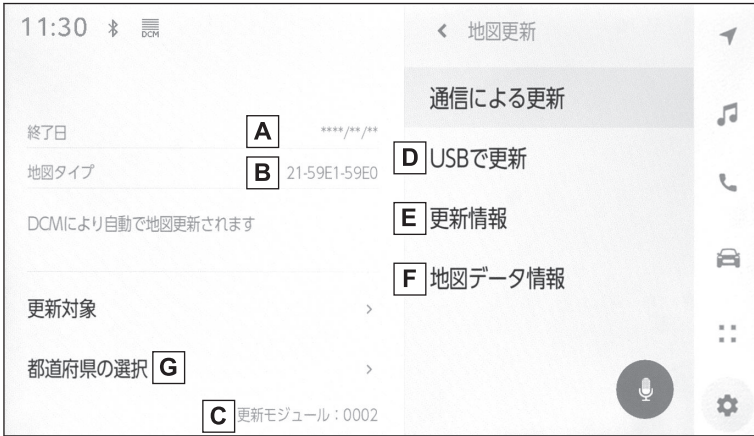 11:30 DCM
終了日 A ****/**/**
地図タイプ B 21-59E1-59E0
DCMにより自動で地図更新されます
更新対象 >
都道府県の選択 G >
C 更新モジュール：0002
< 地図更新
通信による更新
D USBで更新
E 更新情報
F 地図データ情報